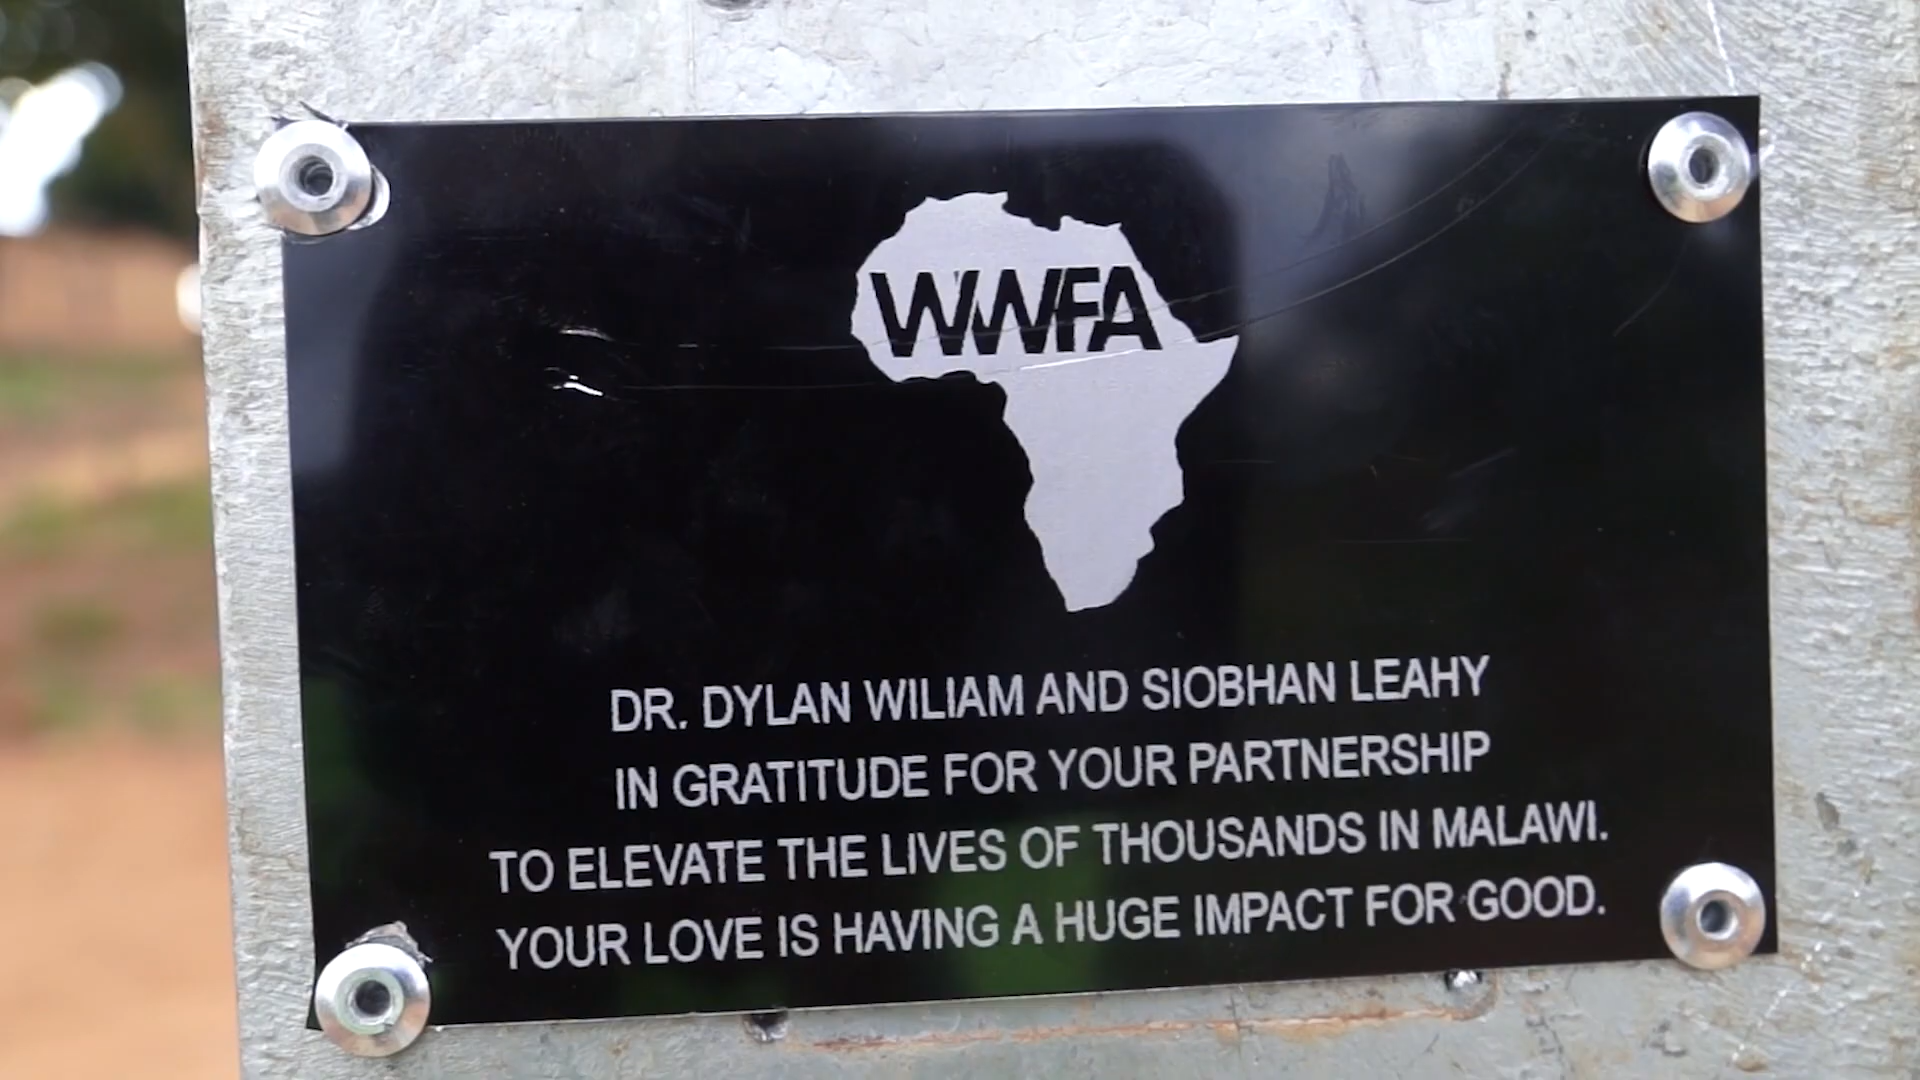 WWFA
DR. DYLAN WILIAM AND SIOBHAN LEAHY
IN GRATITUDE FOR YOUR PARTNERSHIP
TO ELEVATE THE LIVES OF THOUSANDS IN MALAWI.
YOUR LOVE IS HAVING A HUGE IMPACT FOR GOOD.